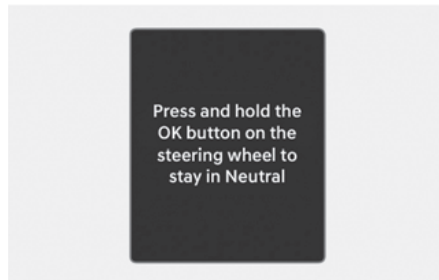 Press and hold the
OK button on the
steering wheel to
stay in Neutral